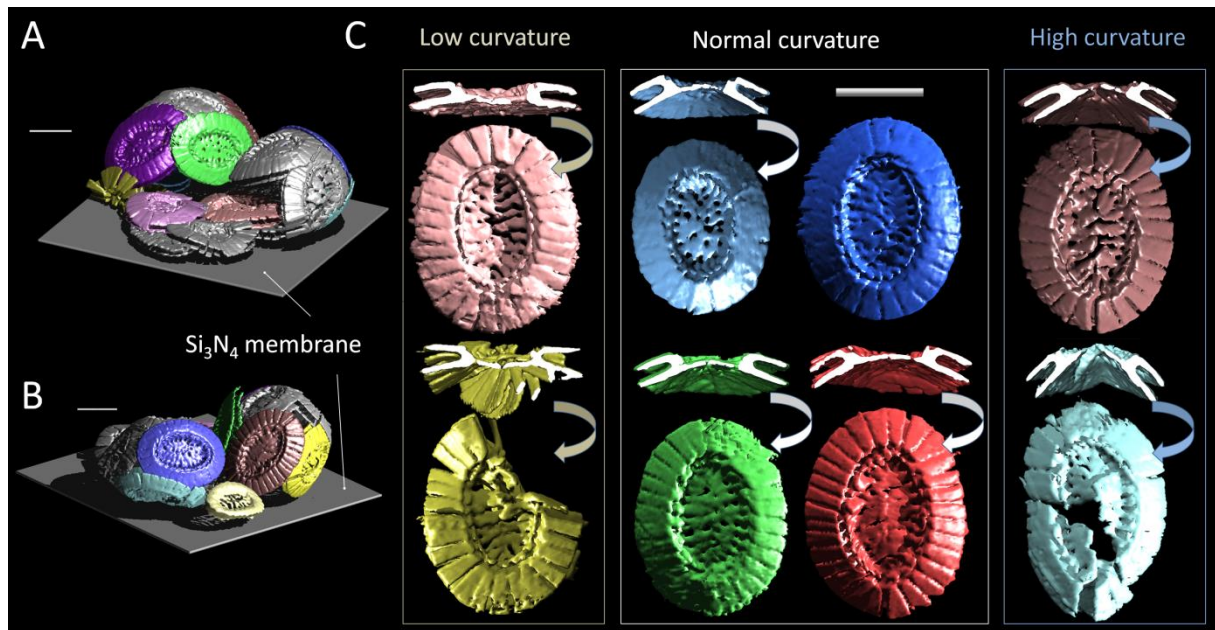 A
C
Low curvature
Normal curvature
High curvature
Si₃N₄ membrane
B